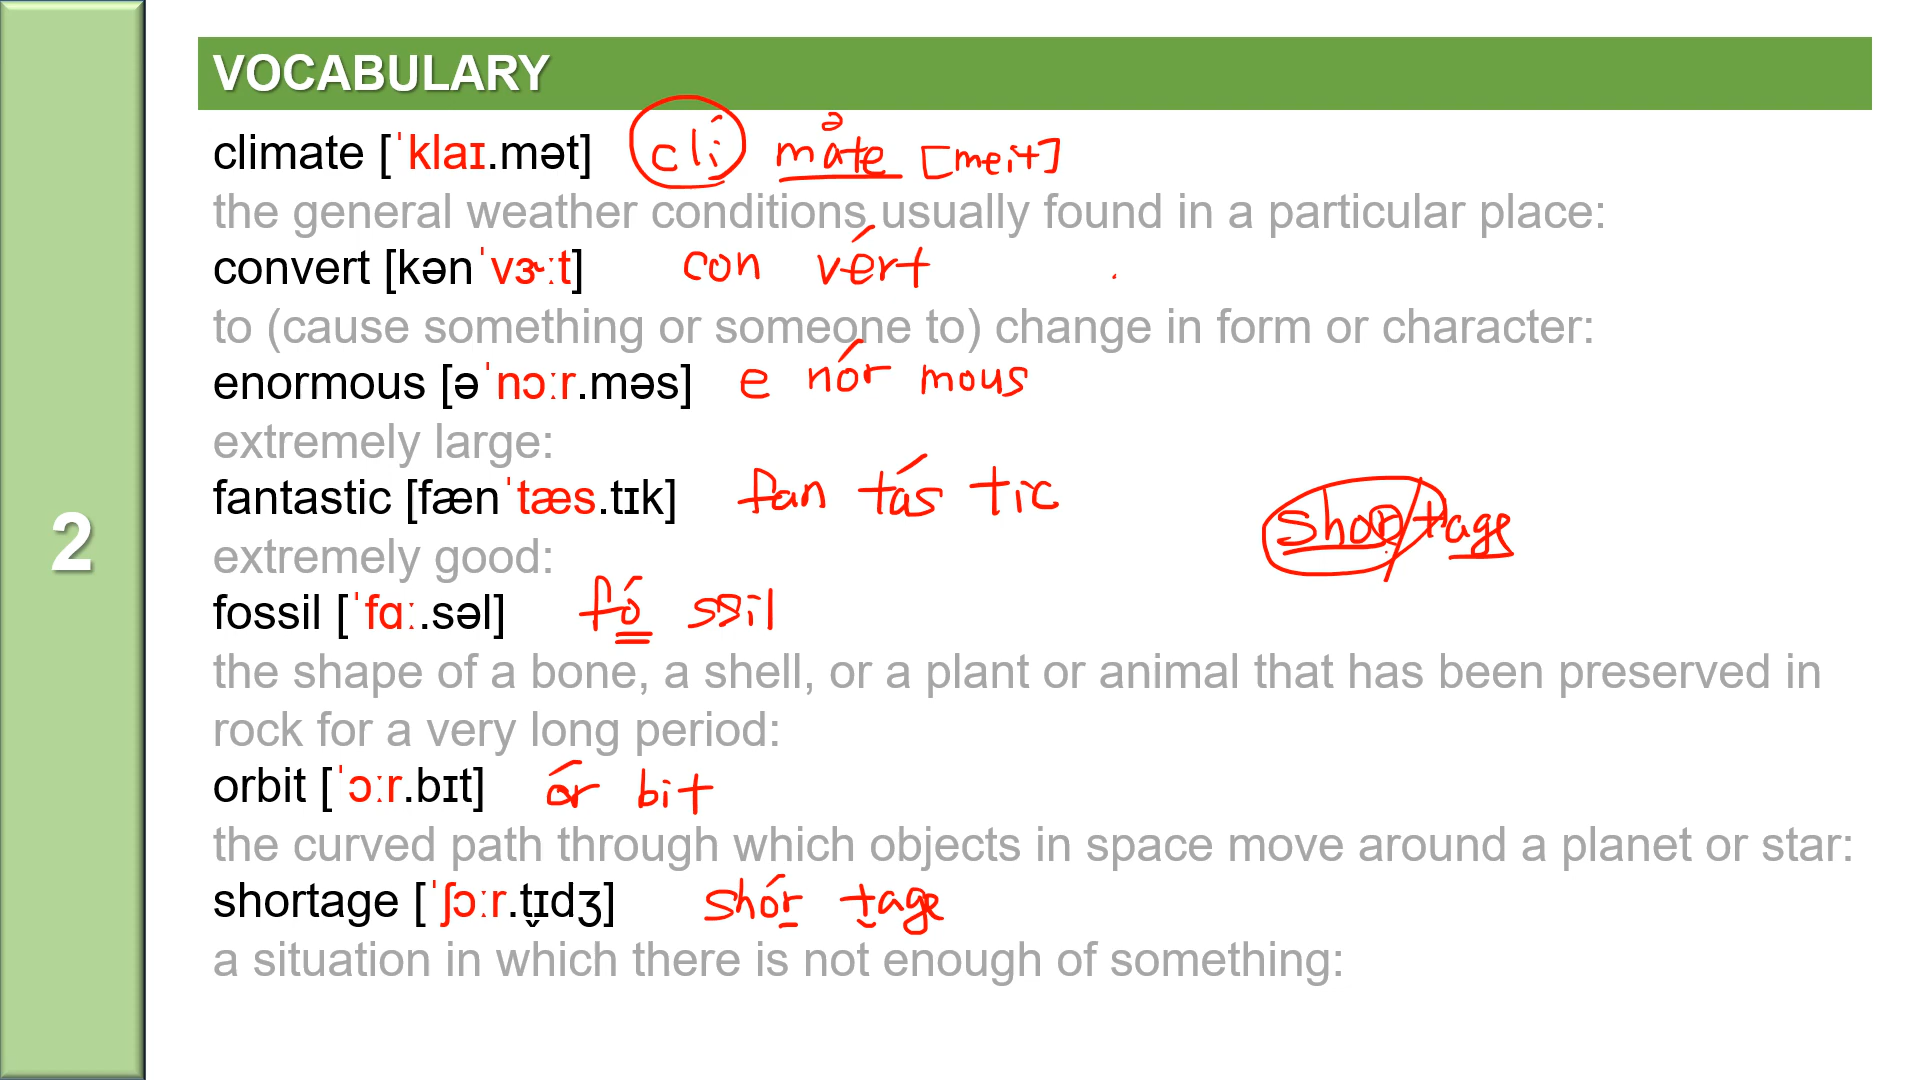 VOCABULARY
climate [ˈklaɪ.mət] clí māte ə [meit]
the general weather conditions usually found in a particular place:
convert [kənˈvɝːt] con vért
to (cause something or someone to) change in form or character:
enormous [əˈnɔːr.məs] e nór mous
extremely large:
fantastic [fænˈtæs.tɪk] fan tás tic
shortage
extremely good:
2
fossil [ˈfɑː.səl] fó ssil
the shape of a bone, a shell, or a plant or animal that has been preserved in
rock for a very long period:
orbit [ˈɔːr.bɪt] ór bit
the curved path through which objects in space move around a planet or star:
shortage [ˈʃɔːr.t̬ɪdʒ] shór t̬age
a situation in which there is not enough of something: